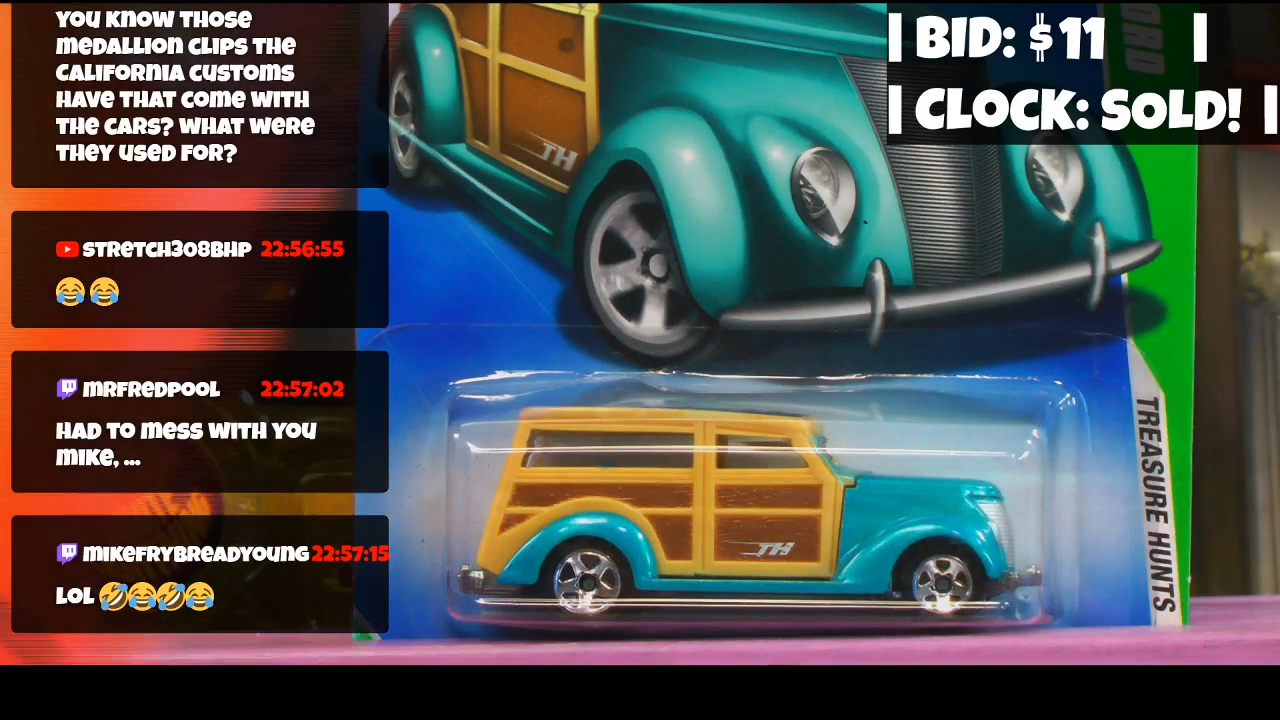 YOU KNOW THOSE
MEDALLION CLIPS THE
CALIFORNIA CUSTOMS
HAVE THAT COME WITH
THE CARS? WHAT WERE
THEY USED FOR?
STRETCH308BHP 22:56:55
😂😂
MRFREDPOOL 22:57:02
HAD TO MESS WITH YOU
MIKE, ...
MIKEFRYBREADYOUNG 22:57:15
LOL 🤣😂🤣😂
| BID: $11 |
| CLOCK: SOLD! |
ORD
TH
TH
TREASURE HUNTS